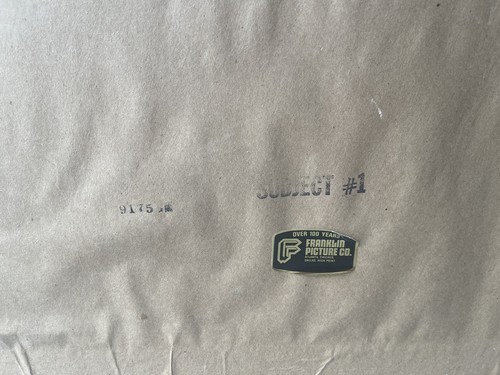 SUBJECT #1
9175
OVER 100 YEARS
FRANKLIN
PICTURE CO.